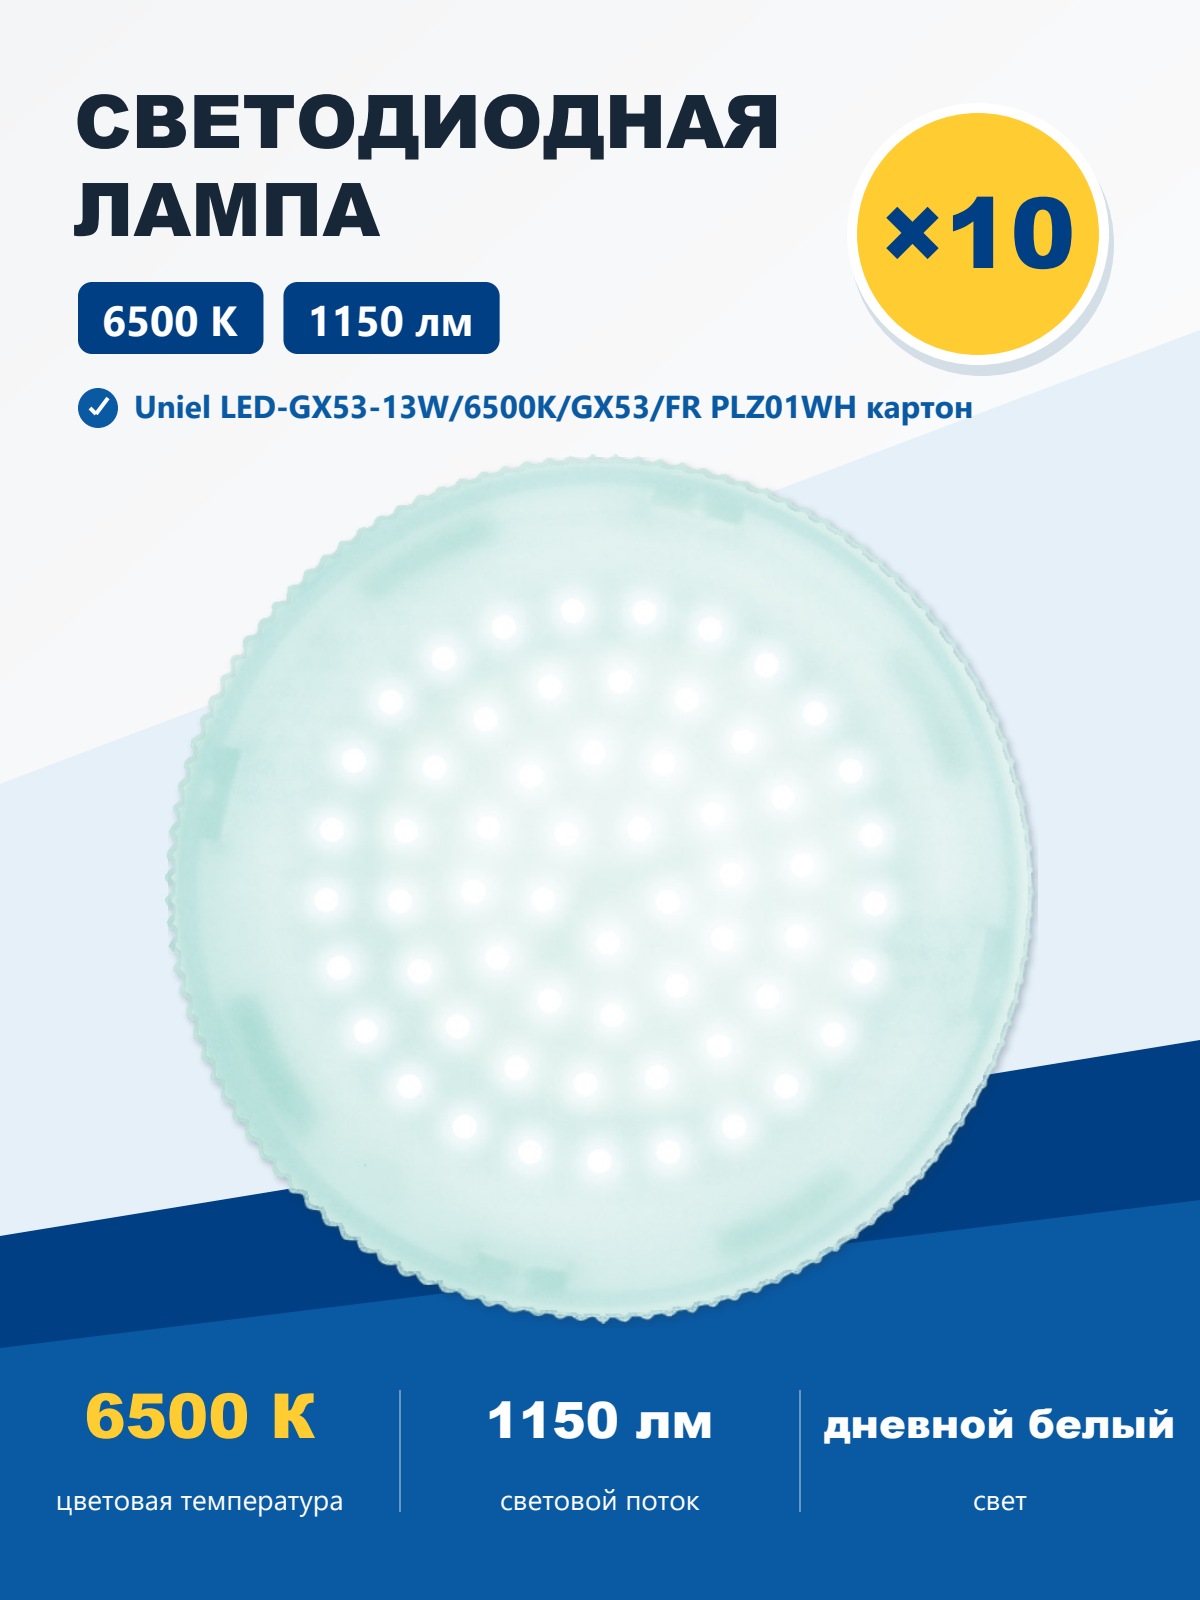 СВЕТОДИОДНАЯ
ЛАМПА
×10
6500 К
1150 лм
Uniel LED-GX53-13W/6500K/GX53/FR PLZ01WH картон
6500 К
1150 лм
дневной белый
цветовая температура
световой поток
свет